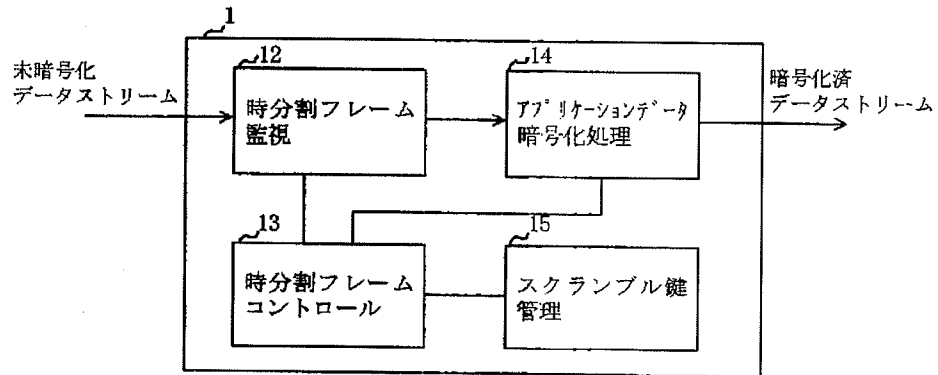 1
未暗号化
データストリーム
12
時分割フレーム
監視
14
アプリケーションデータ
暗号化処理
暗号化済
データストリーム
13
時分割フレーム
コントロール
15
スクランブル鍵
管理